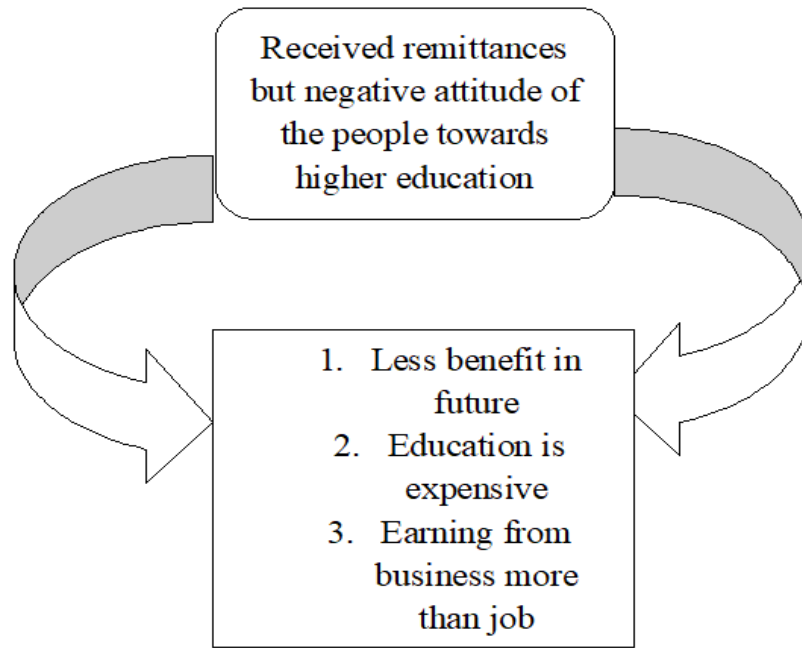 Received remittances
but negative attitude of
the people towards
higher education
1. Less benefit in
future
2. Education is
expensive
3. Earning from
business more
than job